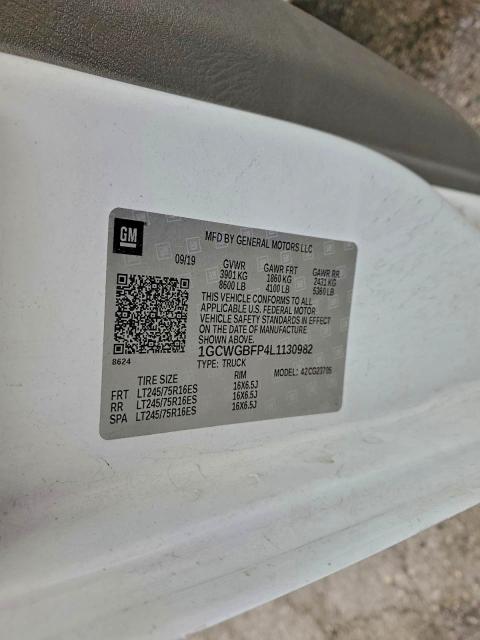 GM
MFD BY GENERAL MOTORS LLC
09/19 GVWR GAWR FRT GAWR RR
3901 KG 1860 KG 2431 KG
8600 LB 4100 LB 5360 LB
THIS VEHICLE CONFORMS TO ALL
APPLICABLE U.S. FEDERAL MOTOR
VEHICLE SAFETY STANDARDS IN
EFFECT ON THE DATE OF
MANUFACTURE SHOWN ABOVE.
1GCWGBFP4L1130982
8624 TYPE: TRUCK MODEL: 42CG23705
TIRE SIZE RIM
FRT LT245/75R16ES 16X6.5J
RR LT245/75R16ES 16X6.5J
SPA LT245/75R16ES 16X6.5J